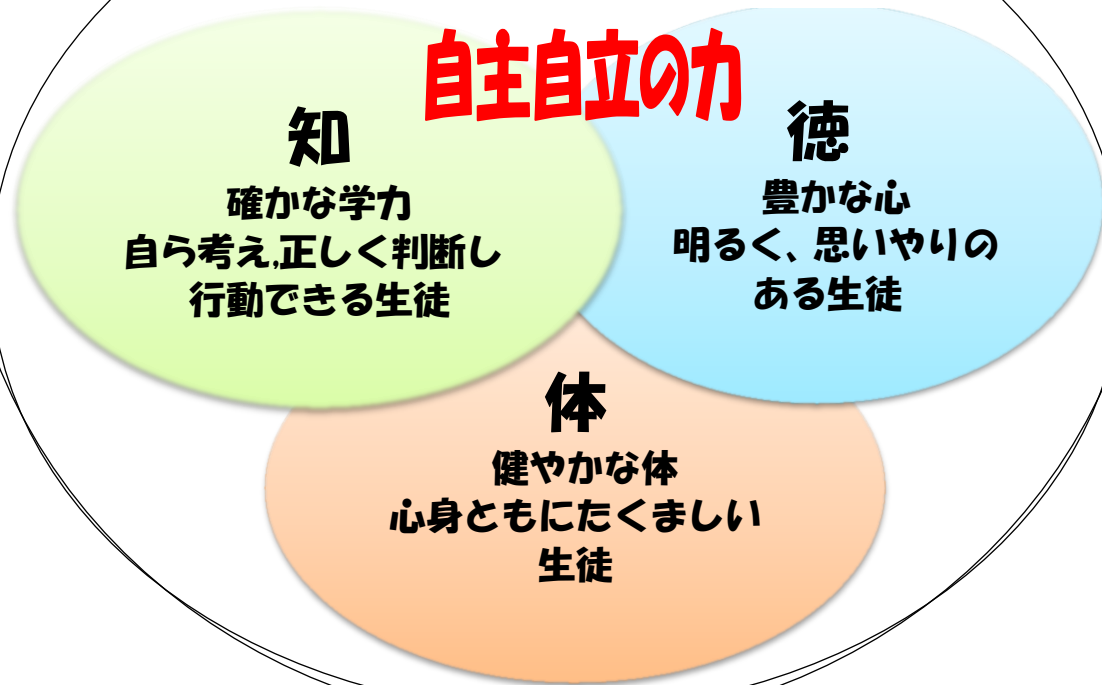 自主自立の力
知
確かな学力
自ら考え,正しく判断し
行動できる生徒
徳
豊かな心
明るく、思いやりの
ある生徒
体
健やかな体
心身ともにたくましい
生徒